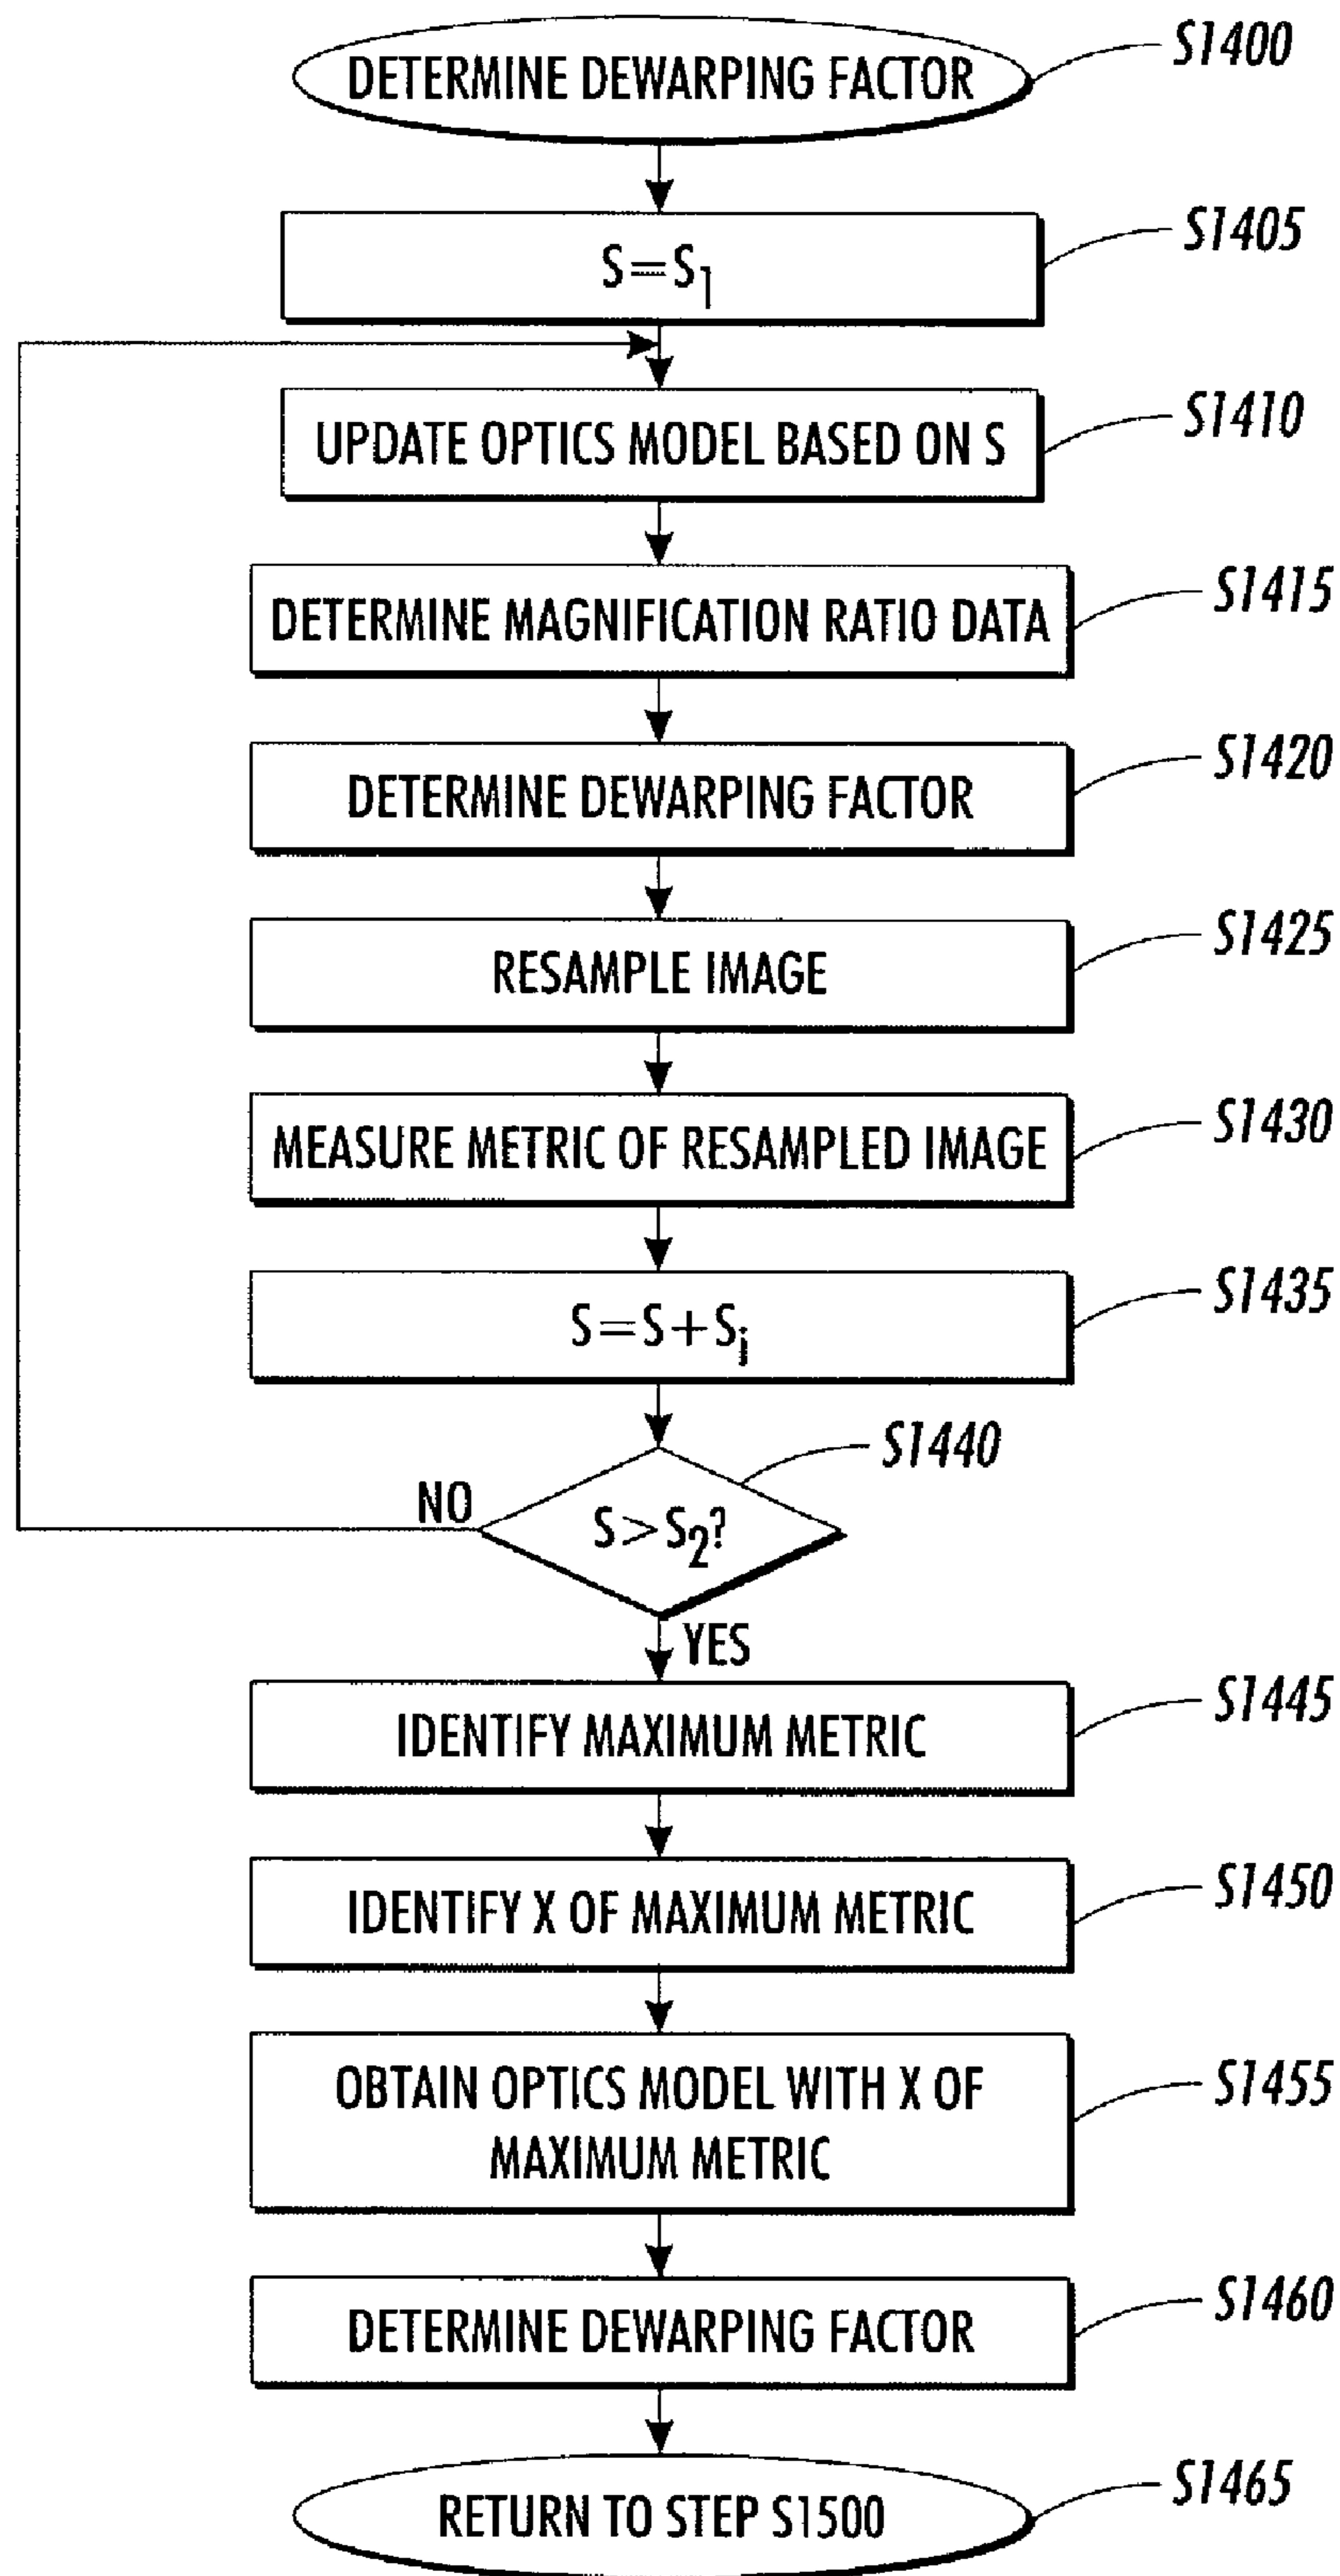 DETERMINE DEWARPING FACTOR
S1400
S=S1
S1405
UPDATE OPTICS MODEL BASED ON S
S1410
DETERMINE MAGNIFICATION RATIO DATA
S1415
DETERMINE DEWARPING FACTOR
S1420
RESAMPLE IMAGE
S1425
MEASURE METRIC OF RESAMPLED IMAGE
S1430
S=S+Si
S1435
S1440
NO
S>S2?
YES
IDENTIFY MAXIMUM METRIC
S1445
IDENTIFY X OF MAXIMUM METRIC
S1450
OBTAIN OPTICS MODEL WITH X OF
MAXIMUM METRIC
S1455
DETERMINE DEWARPING FACTOR
S1460
RETURN TO STEP S1500
S1465